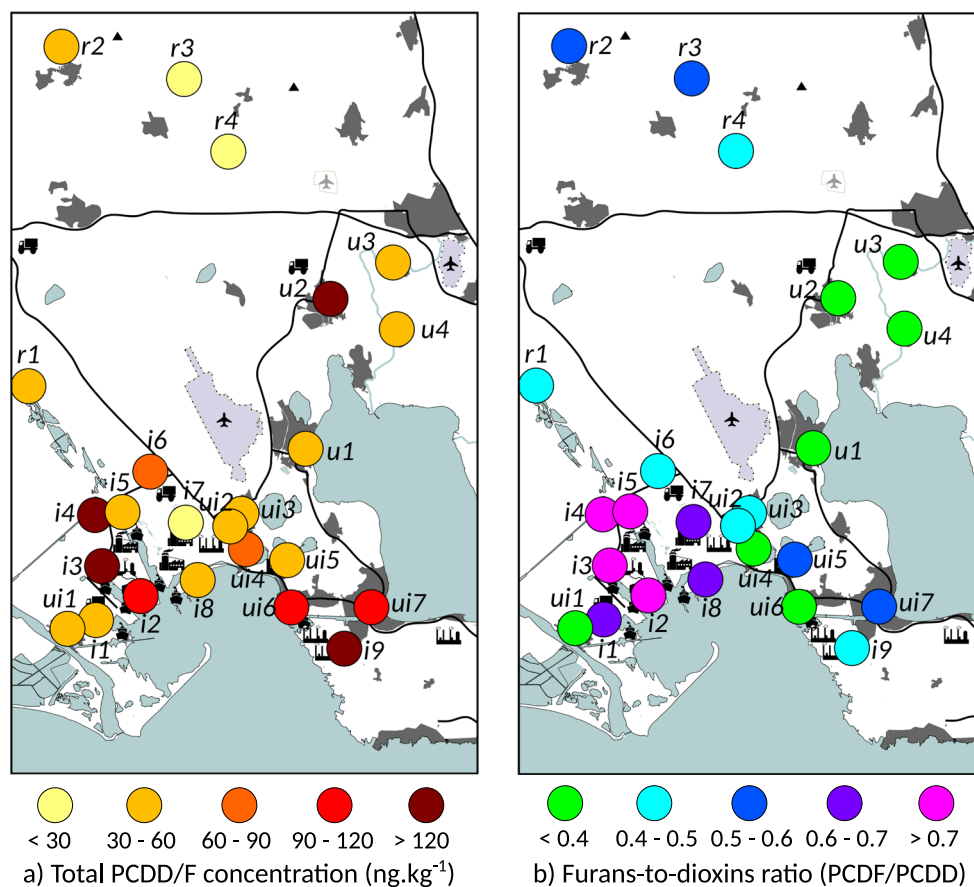 r2
r3
r4
u3
u2
u4
r1
u1
i6
i5
i7
i4
ui2
ui3
i3
ui4
ui5
ui1
i2
i8
ui6
ui7
i1
i9
< 30
30 - 60
60 - 90
90 - 120
> 120
a) Total PCDD/F concentration (ng.kg⁻¹)
r2
r3
r4
u3
u2
u4
r1
u1
i6
i5
i7
i4
ui2
ui3
i3
ui4
ui5
ui1
i2
i8
ui6
ui7
i1
i9
< 0.4
0.4 - 0.5
0.5 - 0.6
0.6 - 0.7
> 0.7
b) Furans-to-dioxins ratio (PCDF/PCDD)